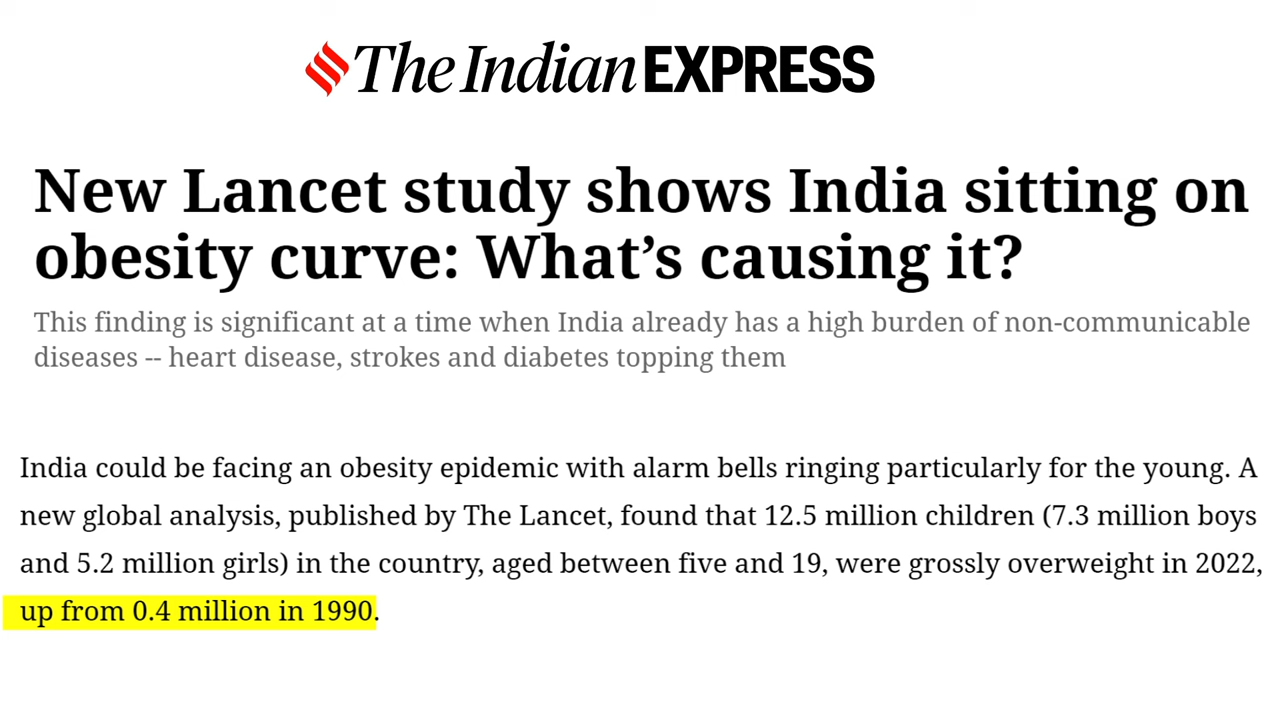 The Indian EXPRESS
New Lancet study shows India sitting on
obesity curve: What’s causing it?
This finding is significant at a time when India already has a high burden of non-communicable
diseases -- heart disease, strokes and diabetes topping them
India could be facing an obesity epidemic with alarm bells ringing particularly for the young. A
new global analysis, published by The Lancet, found that 12.5 million children (7.3 million boys
and 5.2 million girls) in the country, aged between five and 19, were grossly overweight in 2022,
up from 0.4 million in 1990.